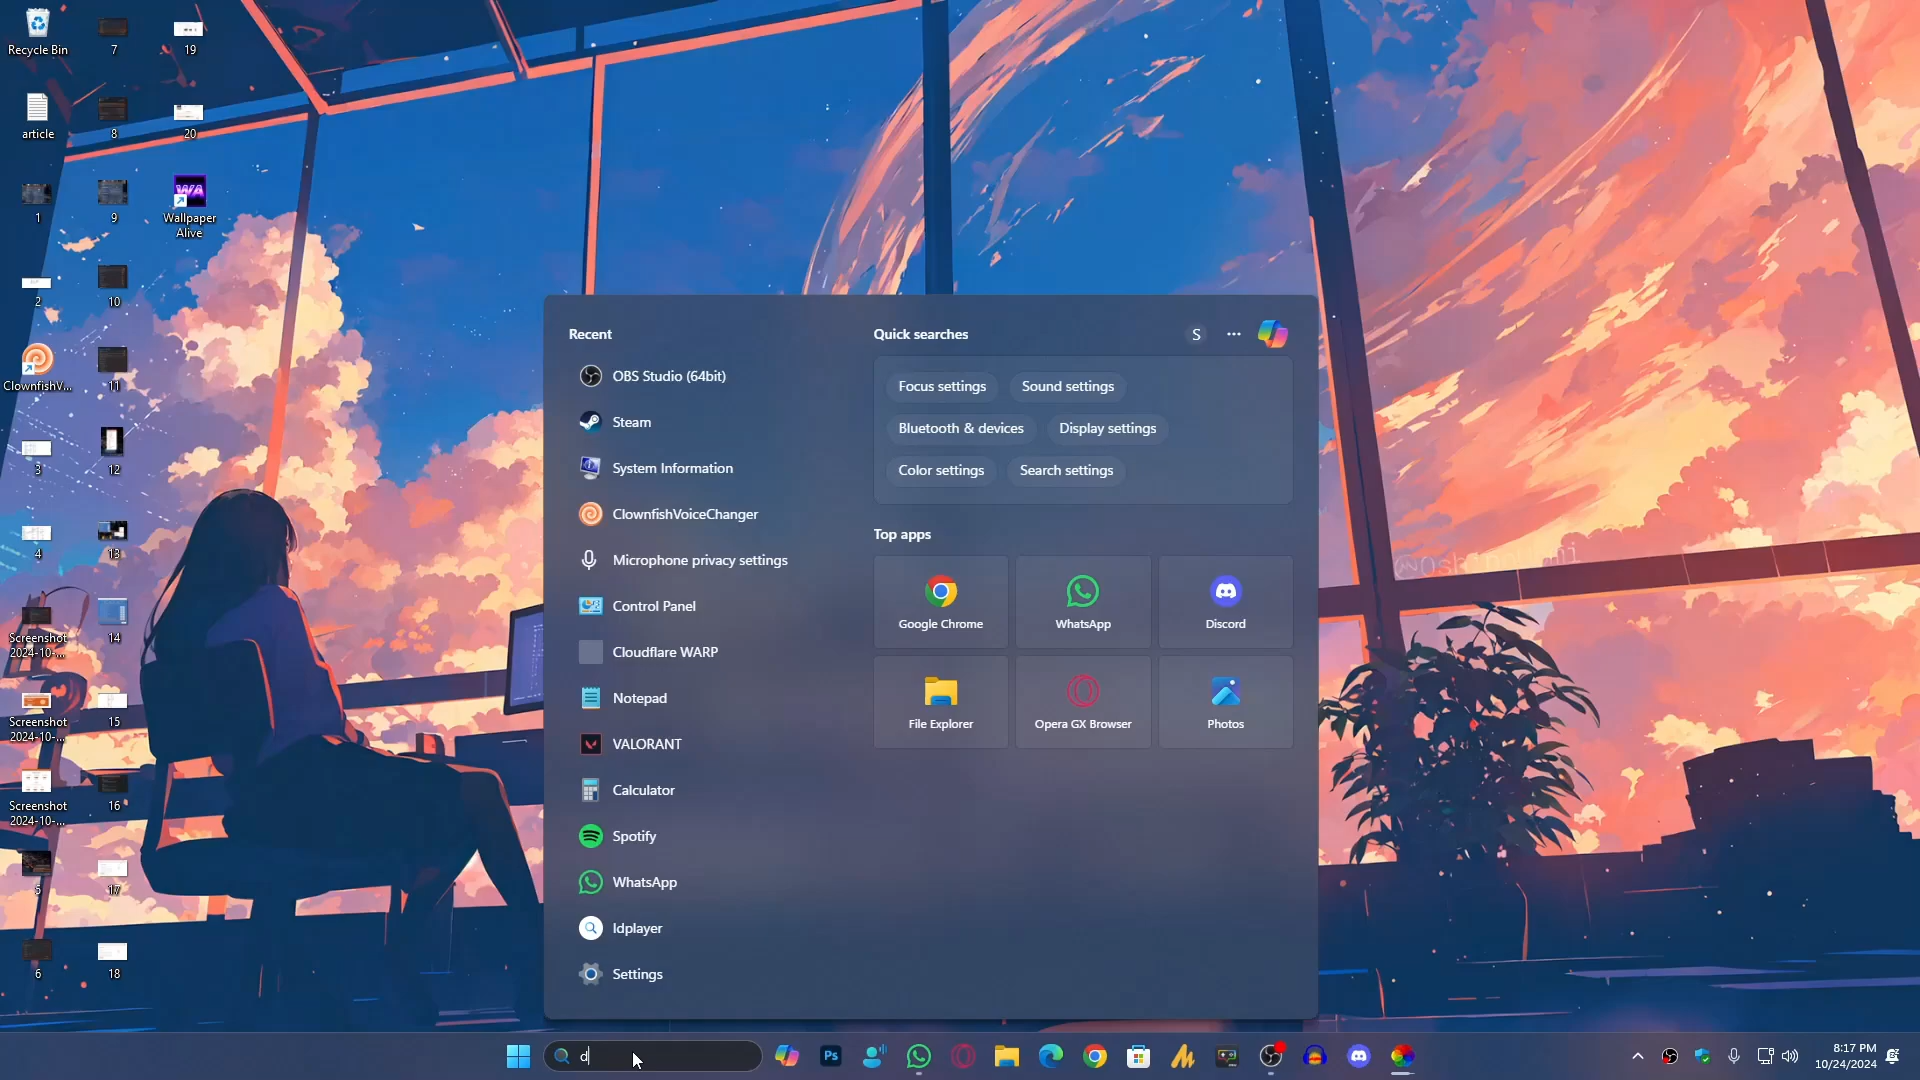 Recycle Bin
7
19
article
8
20
1
9
WA
Wallpaper
Alive
2
10
ClownfishV...
11
3
12
4
13
Screenshot
2024-10-...
14
Screenshot
2024-10-...
15
Screenshot
2024-10-...
16
5
17
6
18
Recent
OBS Studio (64bit)
Steam
System Information
ClownfishVoiceChanger
Microphone privacy settings
Control Panel
Cloudflare WARP
Notepad
VALORANT
Calculator
Spotify
WhatsApp
ldplayer
Settings
Quick searches
S
Focus settings
Sound settings
Bluetooth & devices
Display settings
Color settings
Search settings
Top apps
Google Chrome
WhatsApp
Discord
File Explorer
Opera GX Browser
Photos
d
Ps
8:17 PM
10/24/2024